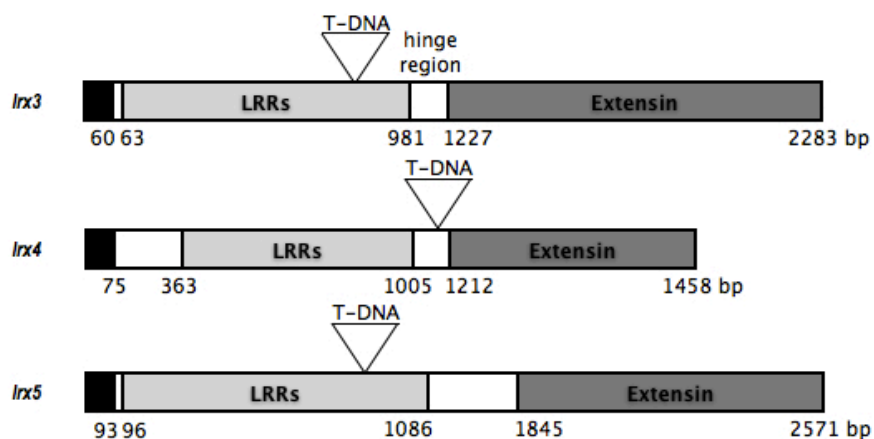 T-DNA
hinge
region
lrx3 LRRs Extensin
60 63 981 1227 2283 bp
T-DNA
lrx4 LRRs Extensin
75 363 1005 1212 1458 bp
T-DNA
lrx5 LRRs Extensin
93 96 1086 1845 2571 bp